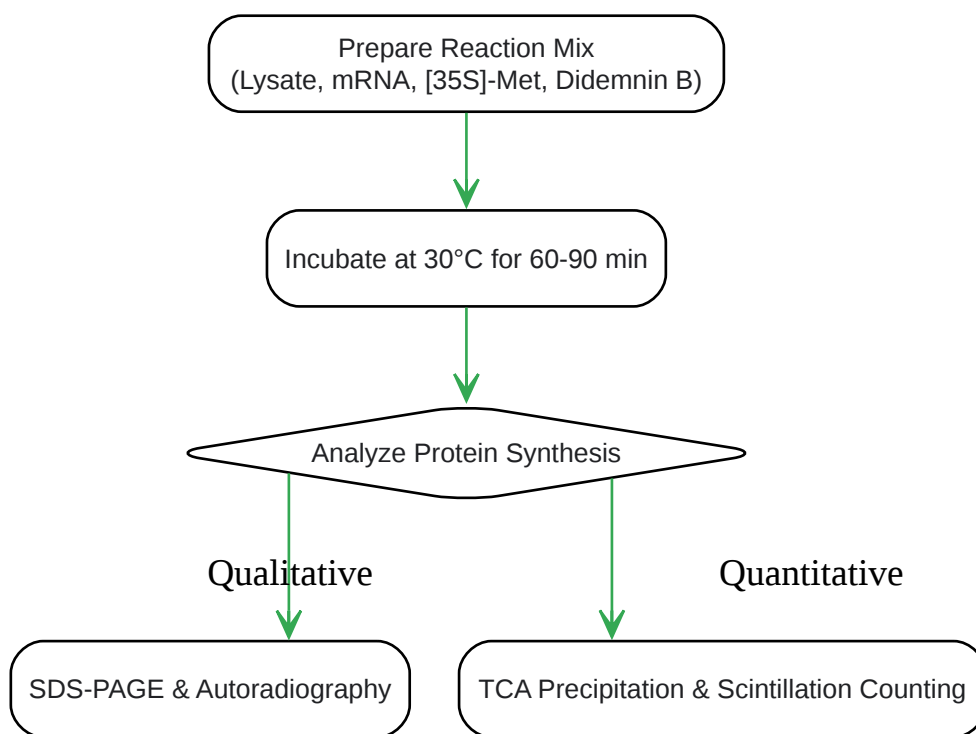 Prepare Reaction Mix
(Lysate, mRNA, [35S]-Met, Didemnin B)
Incubate at 30°C for 60-90 min
Analyze Protein Synthesis
Qualitative
Quantitative
SDS-PAGE & Autoradiography
TCA Precipitation & Scintillation Counting